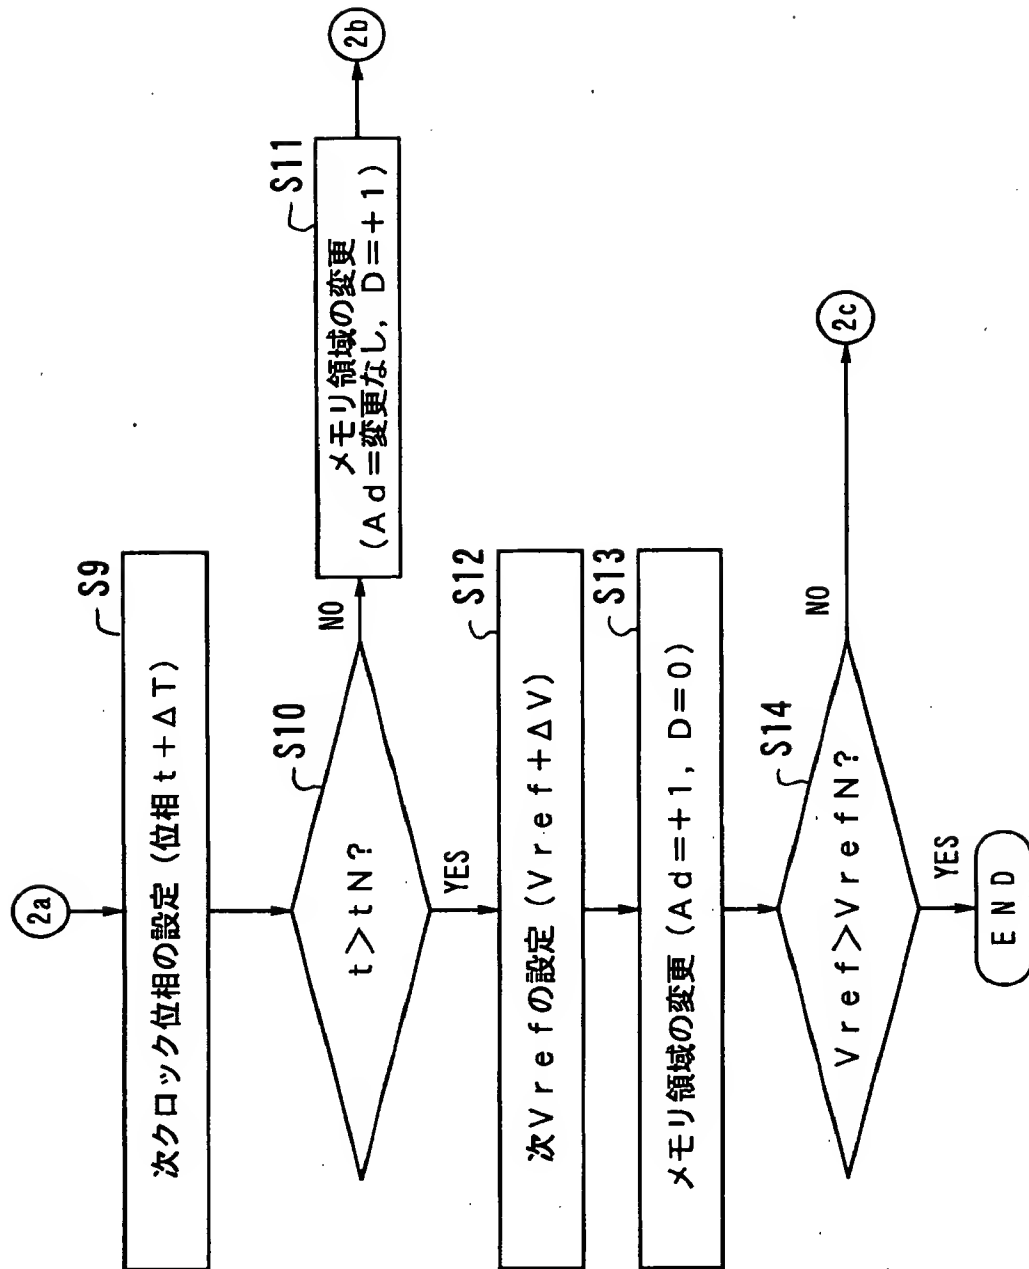 2a
S9
次クロック位相の設定 (位相t+ΔT)
S10
t>tN?
NO
S11
メモリ領域の変更
(Ad=変更なし, D=+1)
2b
YES
S12
次Vrefの設定 (Vref+ΔV)
S13
メモリ領域の変更 (Ad=+1, D=0)
S14
Vref>VrefN?
NO
2c
YES
END